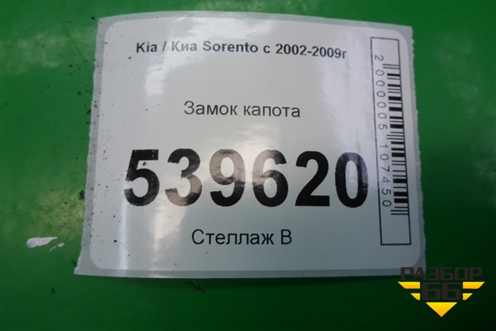 Kia / Киа Sorento с 2002-2009г
Замок капота
539620
Стеллаж В
2000005107450
РАЗБОР
66